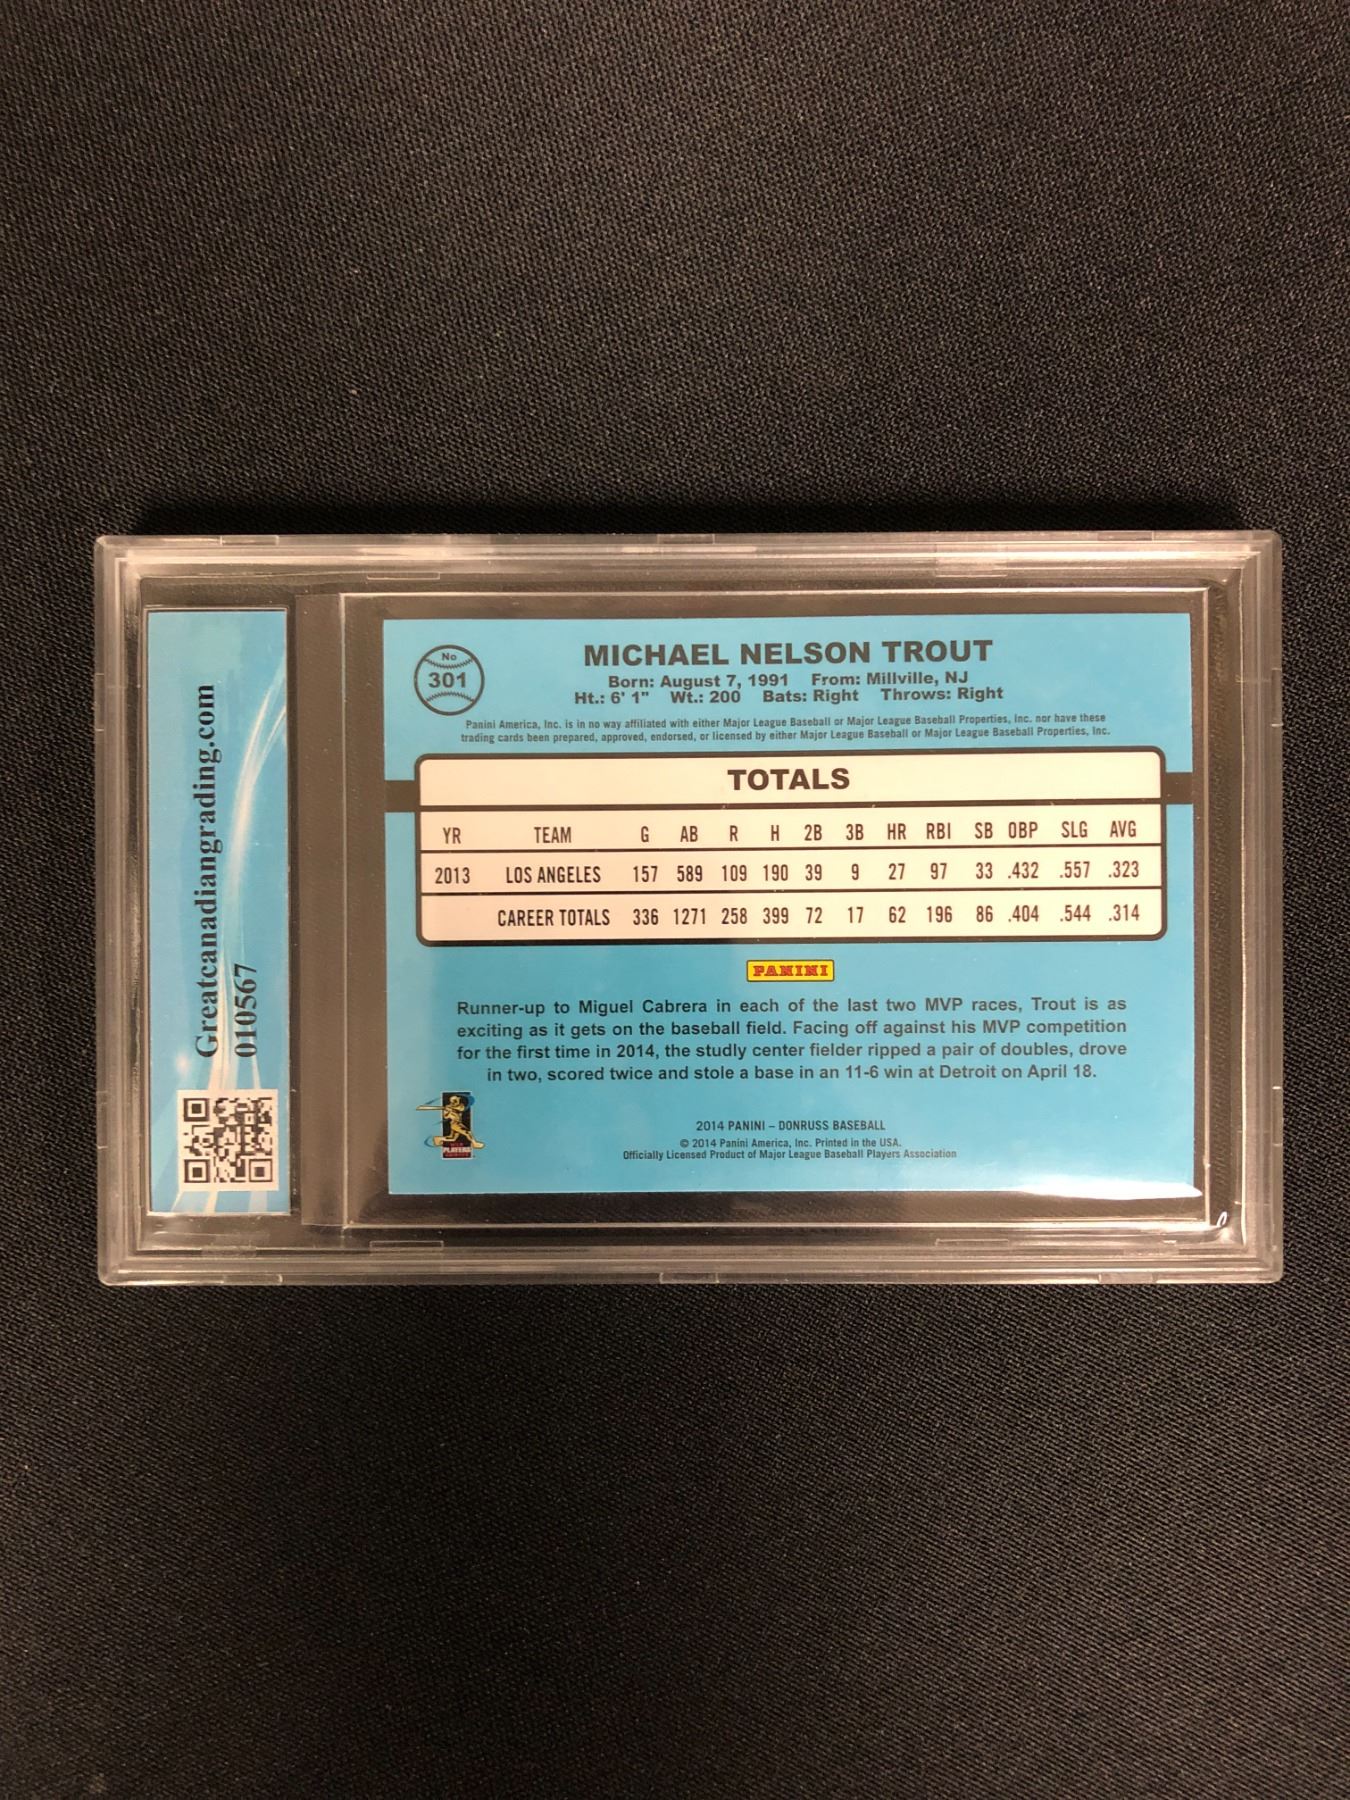 Greatcanadiangrading.com
010567
No
301
MICHAEL NELSON TROUT
Born: August 7, 1991 From: Millville, NJ
Ht.: 6' 1" Wt.: 200 Bats: Right Throws: Right
Panini America, Inc. is in no way affiliated with either Major League Baseball or Major League Baseball Properties, Inc. nor have these
trading cards been prepared, approved, endorsed, or licensed by either Major League Baseball or Major League Baseball Properties, Inc.
TOTALS
YR TEAM G AB R H 2B 3B HR RBI SB OBP SLG AVG
2013 LOS ANGELES 157 589 109 190 39 9 27 97 33 .432 .557 .323
CAREER TOTALS 336 1271 258 399 72 17 62 196 86 .404 .544 .314
PANINI
Runner-up to Miguel Cabrera in each of the last two MVP races, Trout is as
exciting as it gets on the baseball field. Facing off against his MVP competition
for the first time in 2014, the studly center fielder ripped a pair of doubles, drove
in two, scored twice and stole a base in an 11-6 win at Detroit on April 18.
PLAYERS
2014 PANINI – DONRUSS BASEBALL
© 2014 Panini America, Inc. Printed in the USA.
Officially Licensed Product of Major League Baseball Players Association